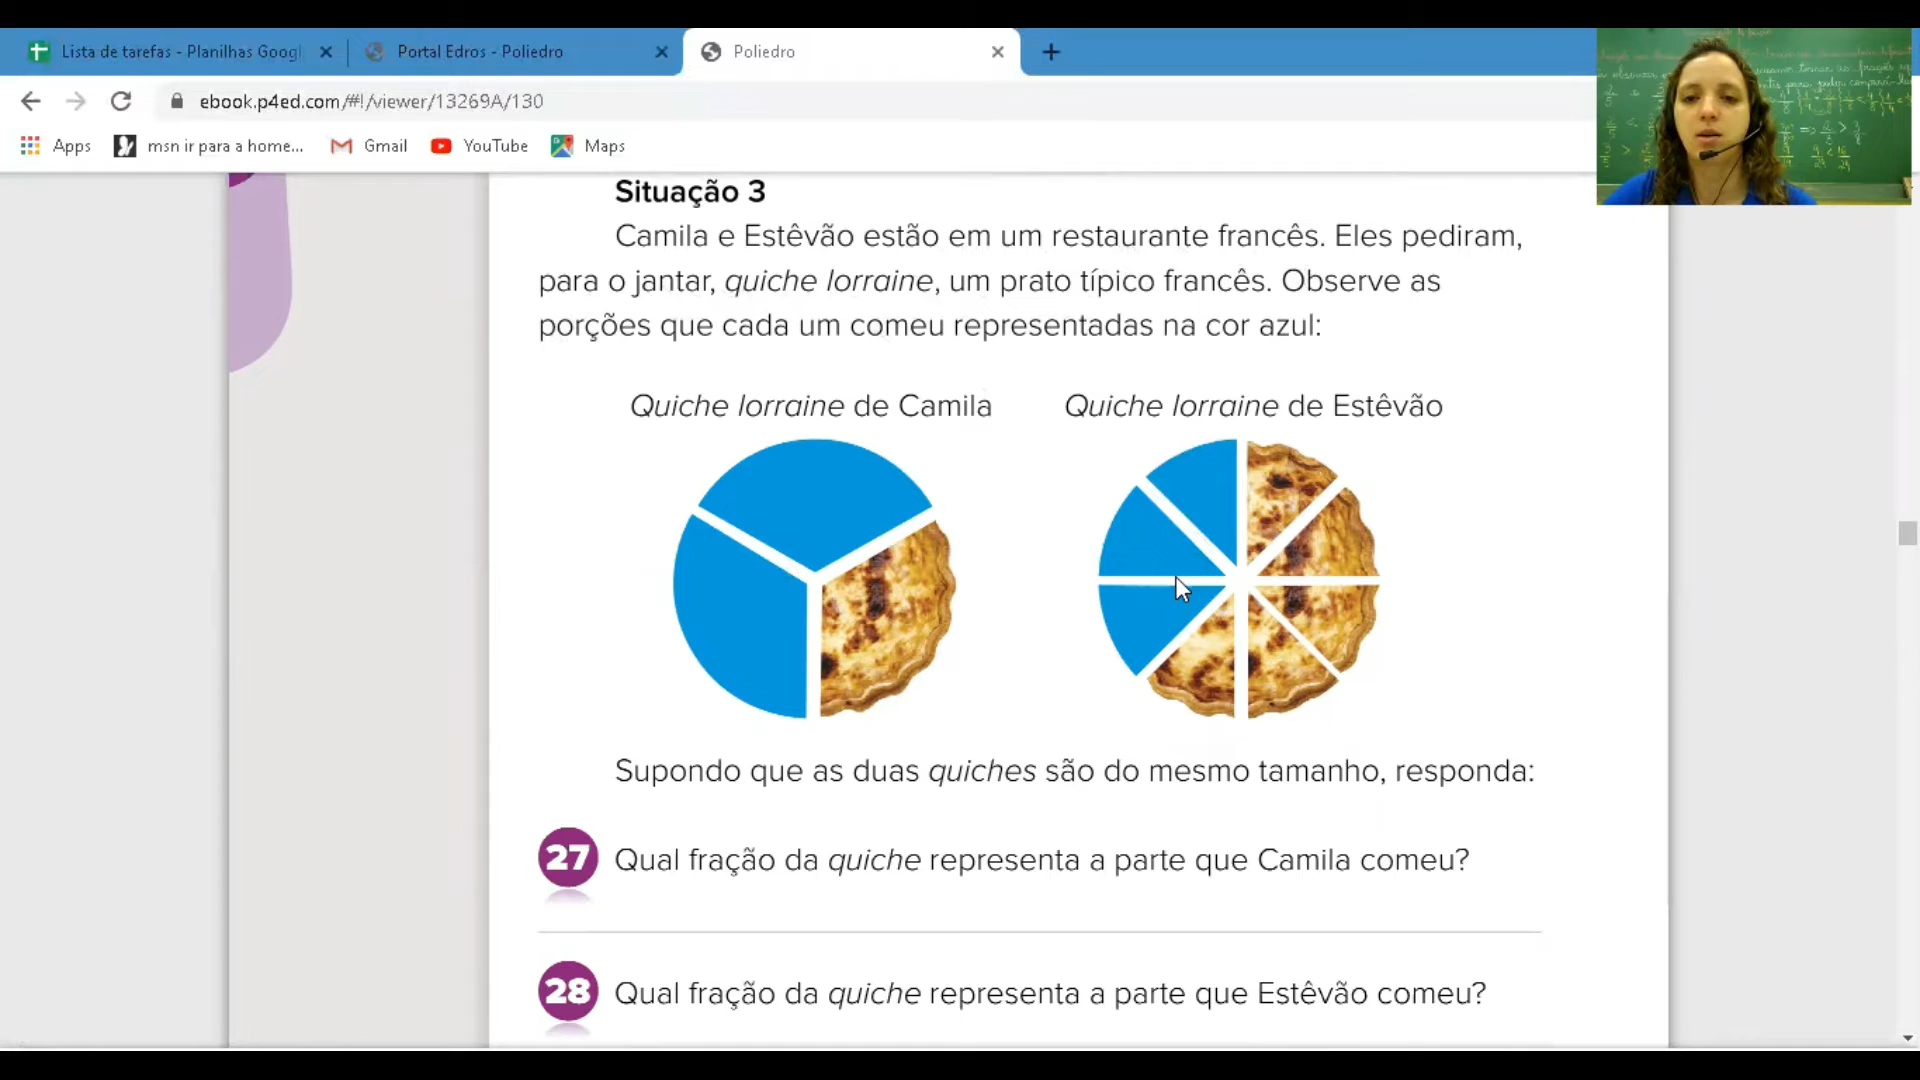 Lista de tarefas - Planilhas Googl
Portal Edros - Poliedro
Poliedro
ebook.p4ed.com/#!/viewer/13269A/130
Apps
msn ir para a home...
Gmail
YouTube
Maps
Situação 3
Camila e Estêvão estão em um restaurante francês. Eles pediram,
para o jantar, quiche lorraine, um prato típico francês. Observe as
porções que cada um comeu representadas na cor azul:
Quiche lorraine de Camila
Quiche lorraine de Estêvão
Supondo que as duas quiches são do mesmo tamanho, responda:
27 Qual fração da quiche representa a parte que Camila comeu?
28 Qual fração da quiche representa a parte que Estêvão comeu?